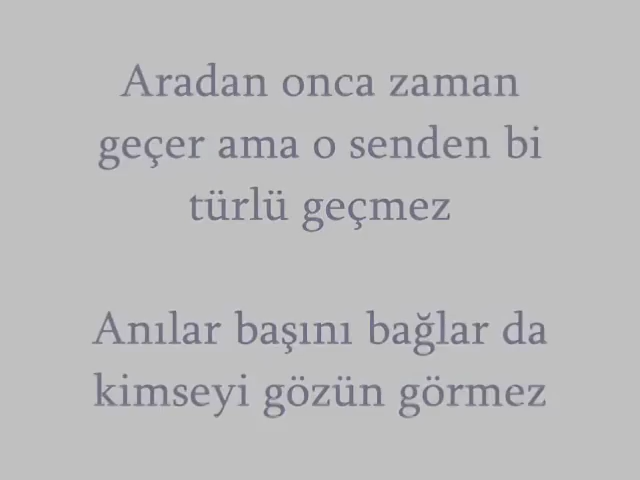 Aradan onca zaman
geçer ama o senden bi
türlü geçmez
Anılar başını bağlar da
kimseyi gözün görmez